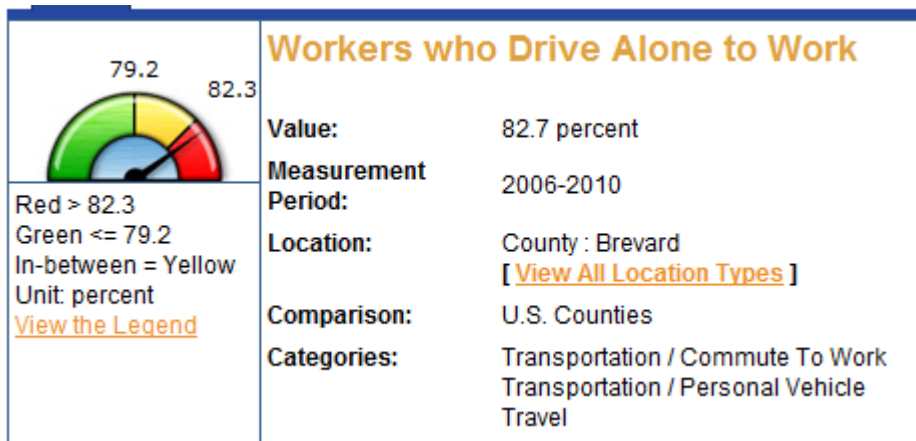 79.2
82.3
Red > 82.3
Green <= 79.2
In-between = Yellow
Unit: percent
View the Legend
Workers who Drive Alone to Work
Value: 82.7 percent
Measurement Period: 2006-2010
Location: County : Brevard
[ View All Location Types ]
Comparison: U.S. Counties
Categories: Transportation / Commute To Work
Transportation / Personal Vehicle
Travel